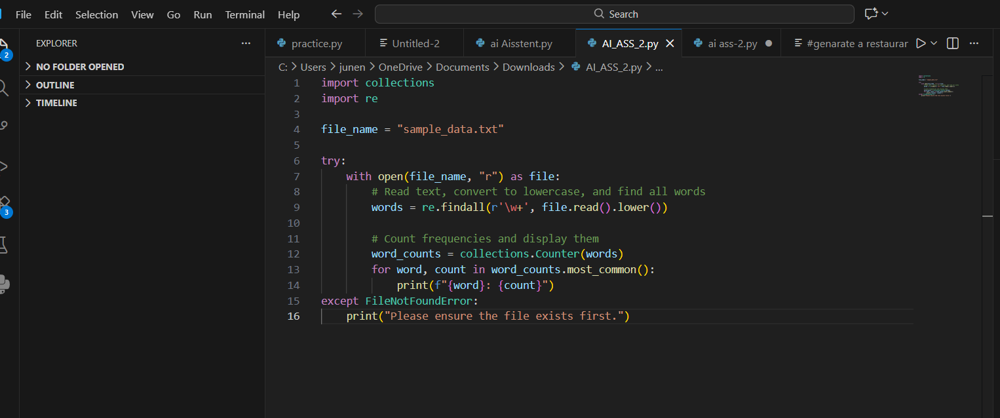 File Edit Selection View Go Run Terminal Help Search
EXPLORER ... practice.py Untitled-2 ai Aisstent.py AI_ASS_2.py ai ass-2.py #genarate a restaurar ...
2
C: > Users > junen > OneDrive > Documents > Downloads > AI_ASS_2.py > ...
NO FOLDER OPENED
OUTLINE
TIMELINE
3
1 import collections
2 import re
3
4 file_name = "sample_data.txt"
5
6 try:
7     with open(file_name, "r") as file:
8         # Read text, convert to lowercase, and find all words
9         words = re.findall(r'\w+', file.read().lower())
10
11         # Count frequencies and display them
12         word_counts = collections.Counter(words)
13         for word, count in word_counts.most_common():
14             print(f"{word}: {count}")
15 except FileNotFoundError:
16     print("Please ensure the file exists first.")